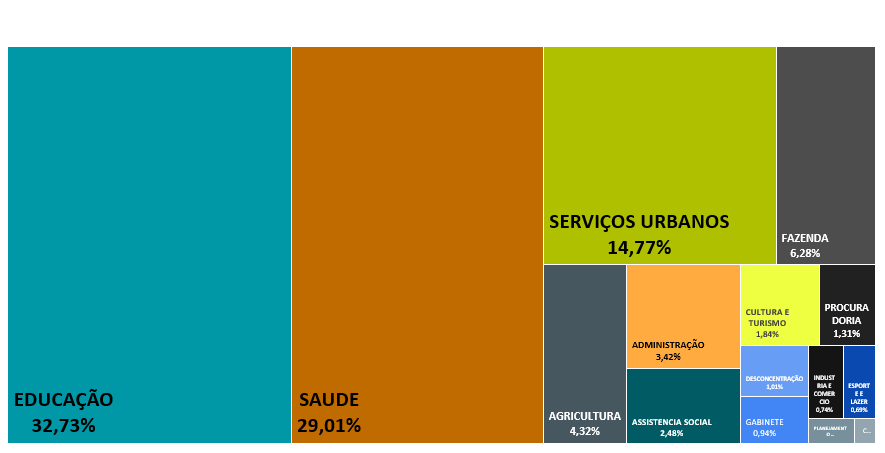 EDUCAÇÃO
32,73%
SAUDE
29,01%
SERVIÇOS URBANOS
14,77%
FAZENDA
6,28%
AGRICULTURA
4,32%
ADMINISTRAÇÃO
3,42%
ASSISTENCIA SOCIAL
2,48%
CULTURA E
TURISMO
1,84%
PROCURA
DORIA
1,31%
DESCONCENTRAÇÃO
1,01%
GABINETE
0,94%
INDUST
RIA E
COMER
CIO
0,74%
ESPORT
E E
LAZER
0,69%
PLANEJAMENT
O...
C...